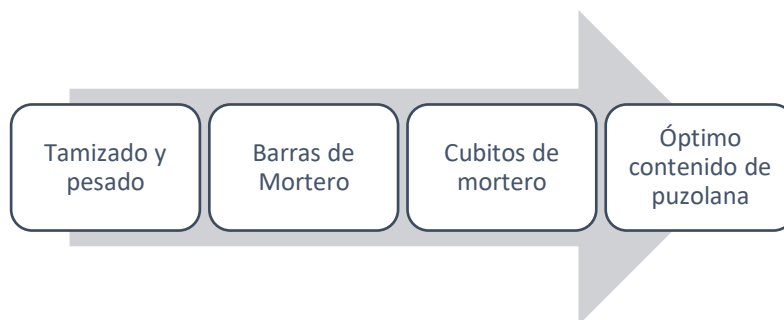 Tamizado y
pesado
Barras de
Mortero
Cubitos de
mortero
Óptimo
contenido de
puzolana